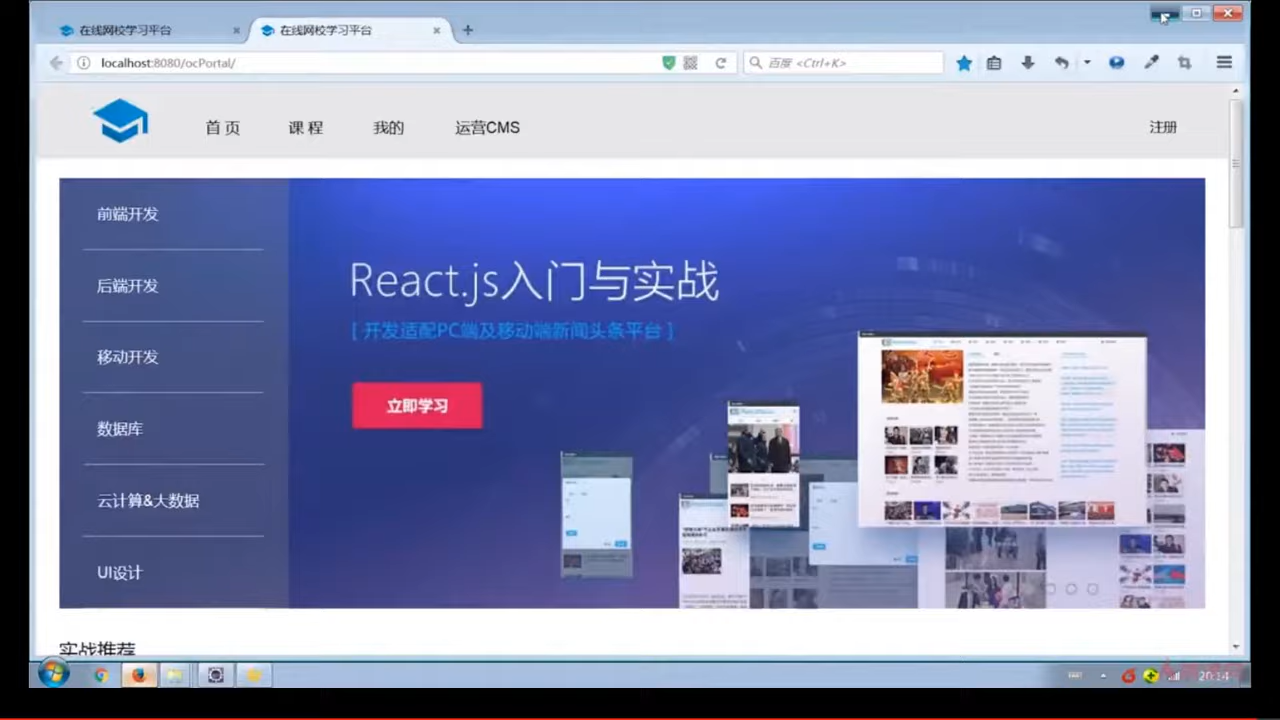 在线网校学习平台
在线网校学习平台
localhost:8080/ocPortal/
百度 <Ctrl+K>
首页
课程
我的
运营CMS
注册
前端开发
后端开发
移动开发
数据库
云计算&大数据
UI设计
React.js入门与实战
[ 开发适配PC端及移动端新闻头条平台 ]
立即学习
实战推荐
20:14